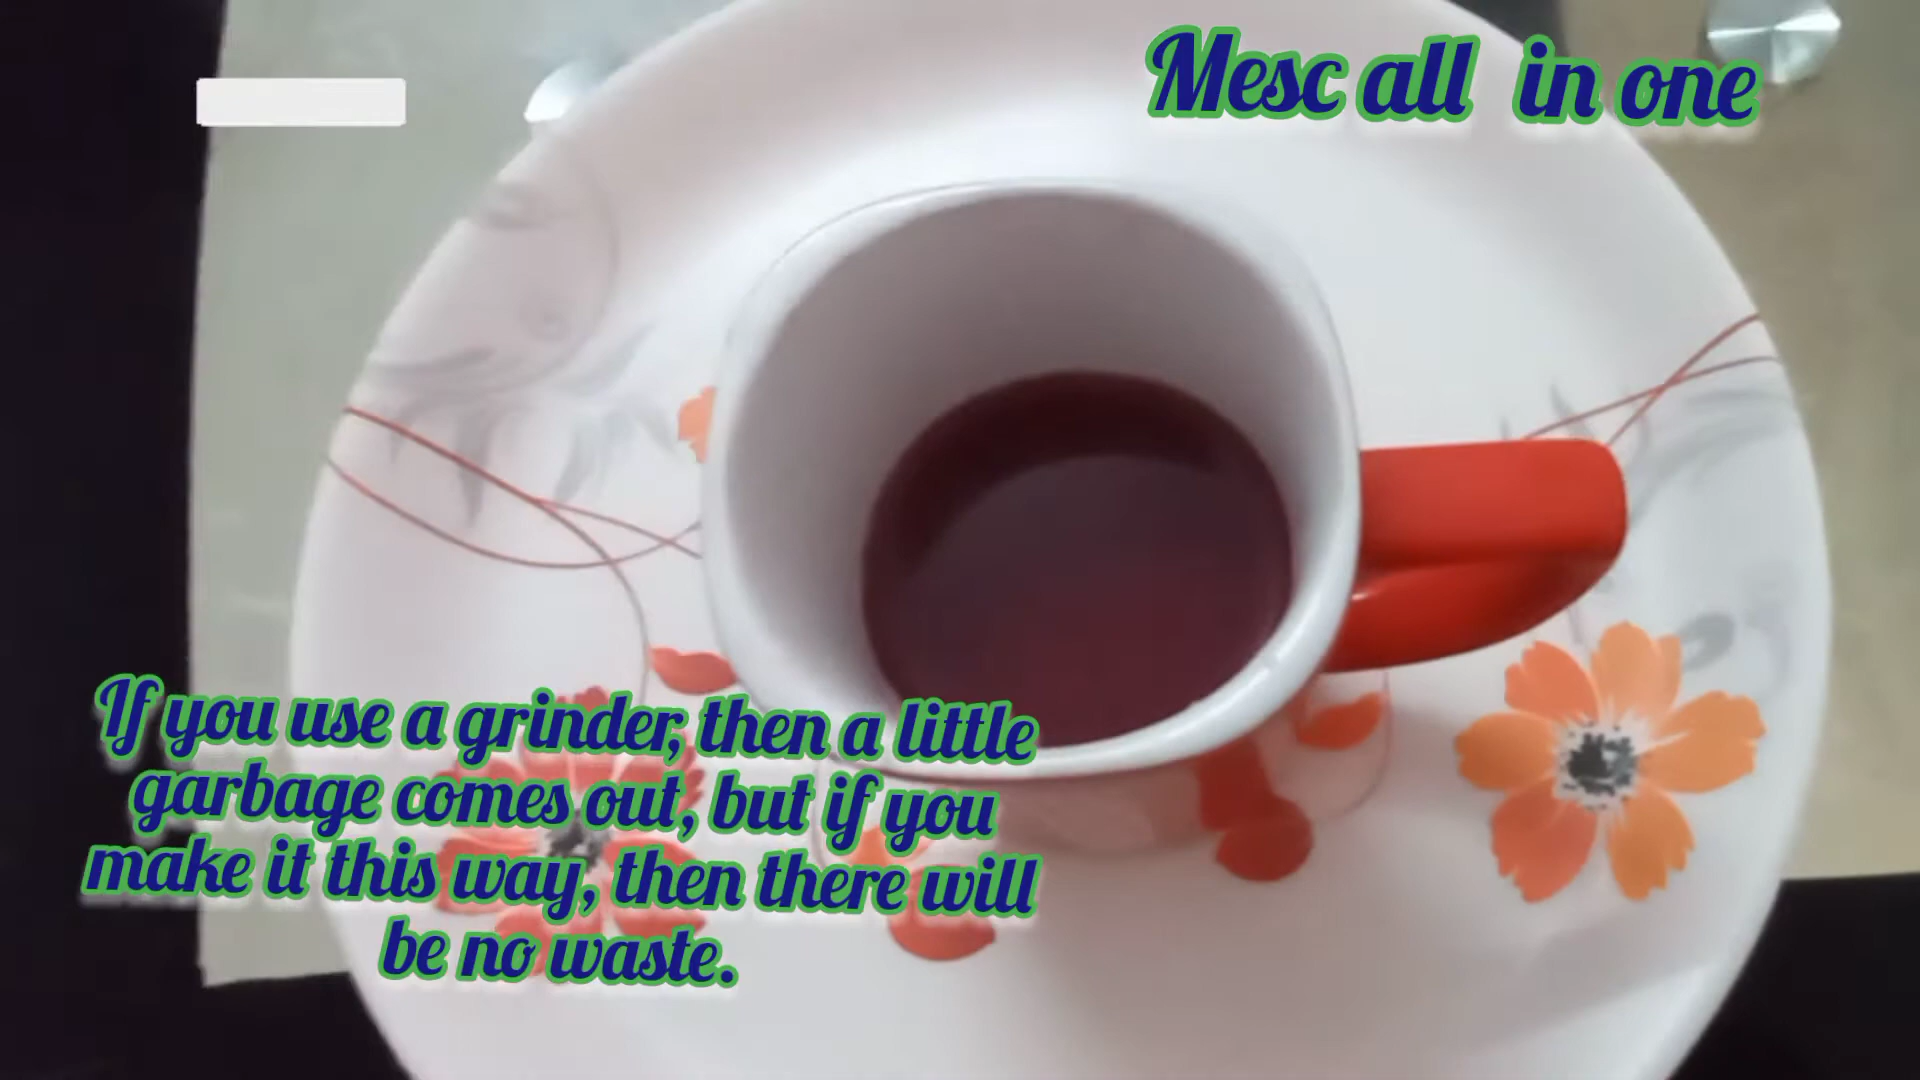 Mesc all in one
If you use a grinder, then a little
garbage comes out, but if you
make it this way, then there will
be no waste.